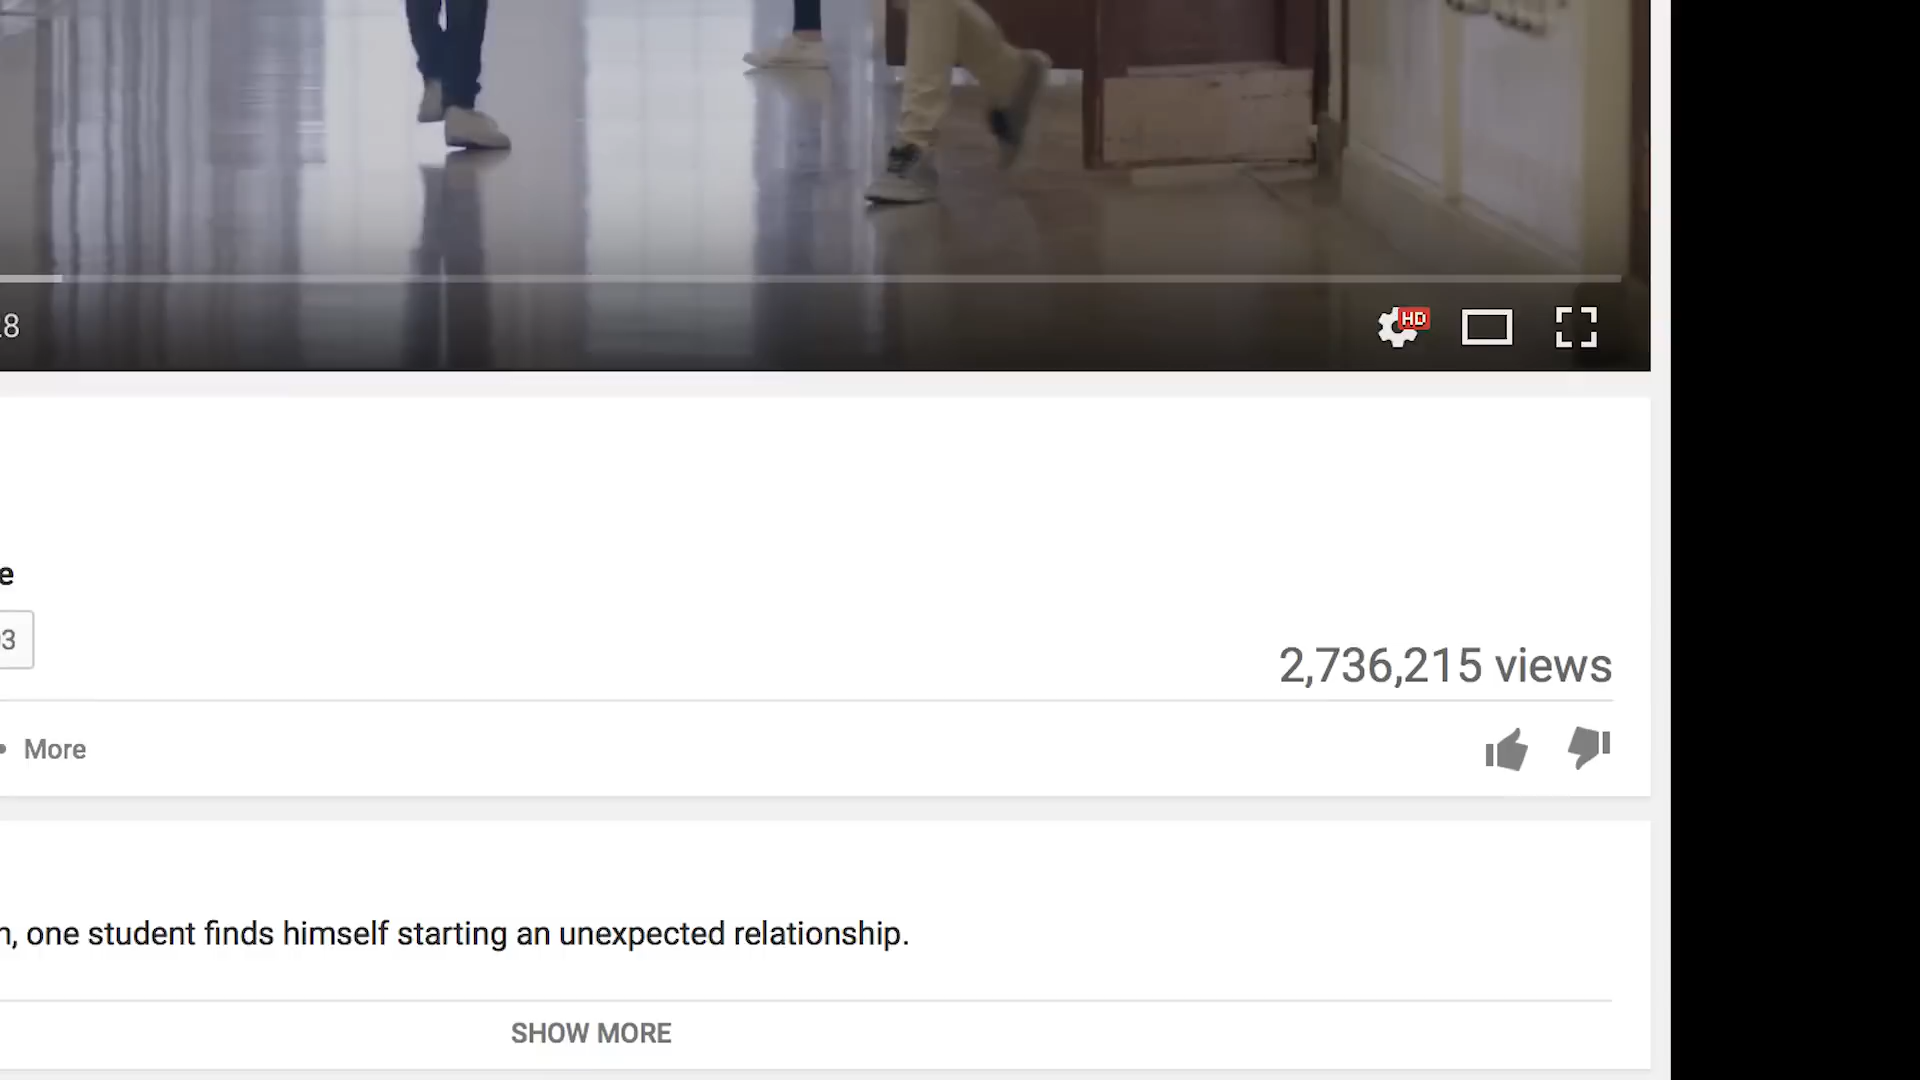 8
HD
e
3
2,736,215 views
• More
, one student finds himself starting an unexpected relationship.
SHOW MORE